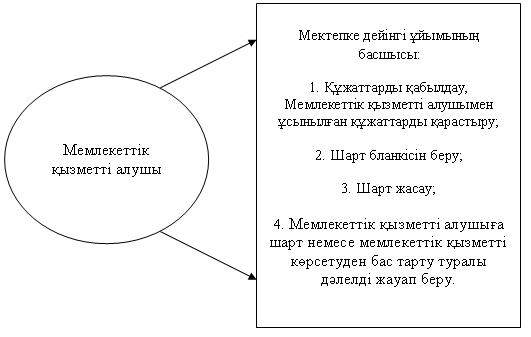 Мемлекеттік
қызметті алушы
Мектепке дейінгі ұйымының
басшысы:
1. Құжаттарды қабылдау,
Мемлекеттік қызметті алушымен
ұсынылған құжаттарды қарастыру;
2. Шарт бланкісін беру;
3. Шарт жасау;
4. Мемлекеттік қызметті алушыға
шарт немесе мемлекеттік қызметті
көрсетуден бас тарту туралы
дәлелді жауап беру.